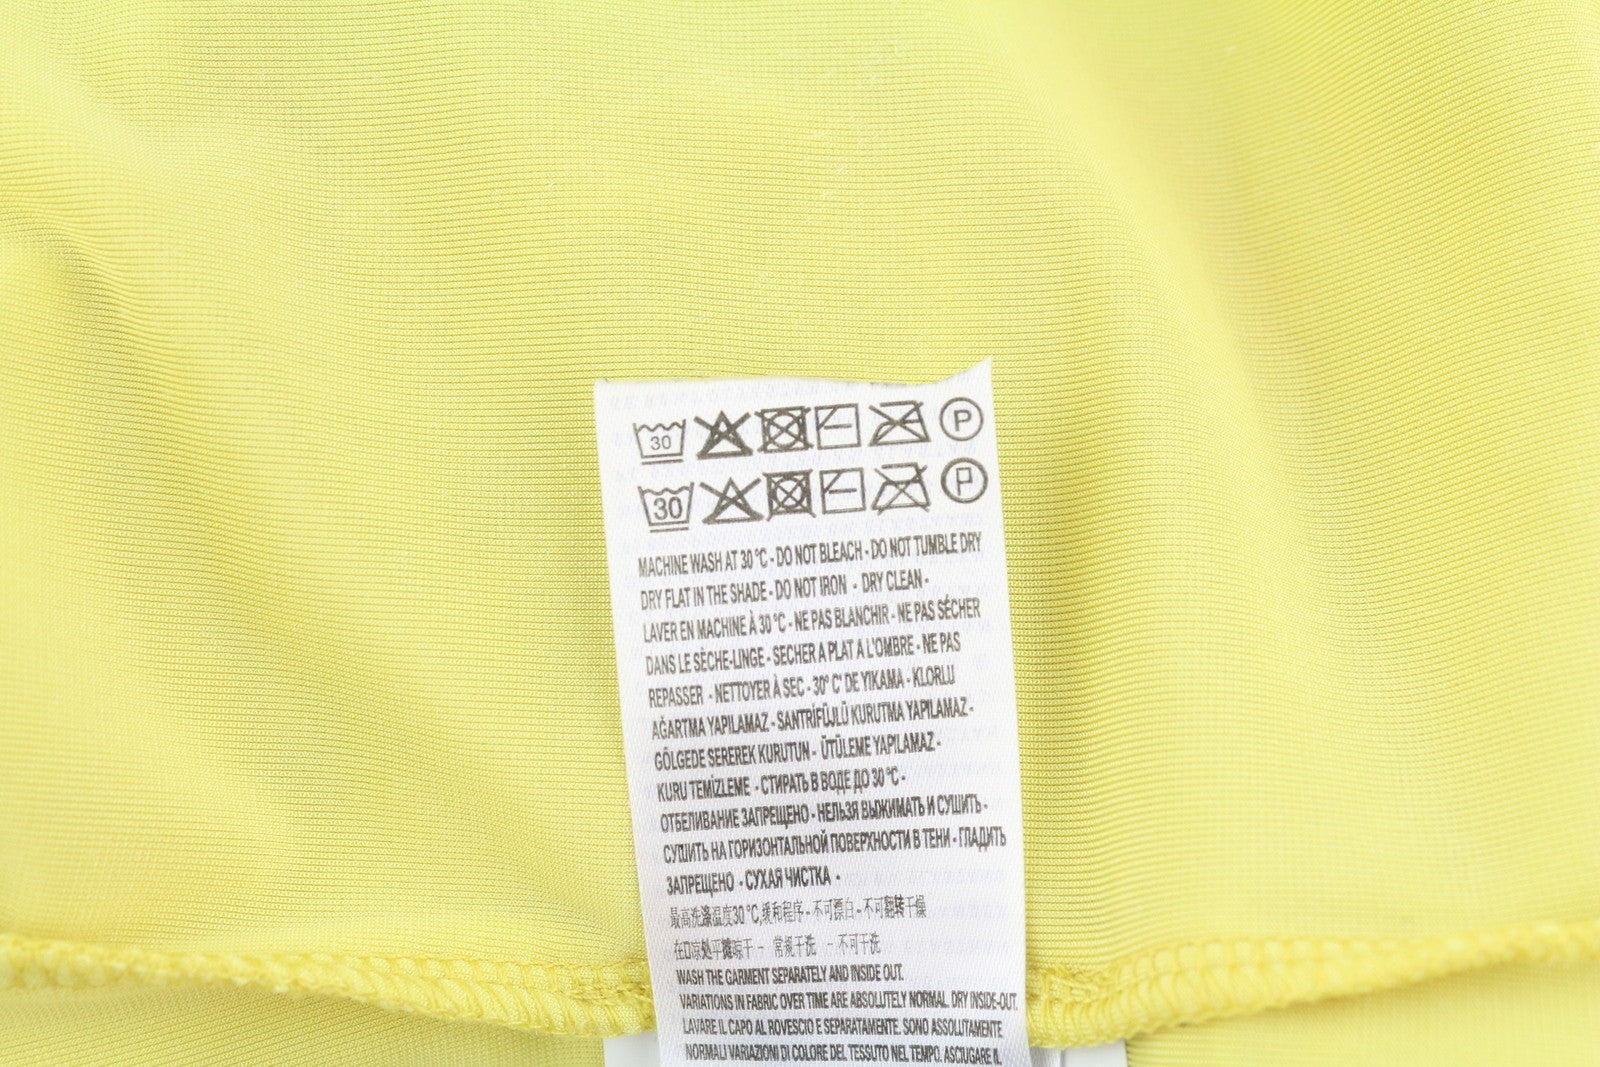 30 P
30 P
MACHINE WASH AT 30 °C - DO NOT BLEACH - DO NOT TUMBLE DRY
DRY FLAT IN THE SHADE - DO NOT IRON - DRY CLEAN -
LAVER EN MACHINE À 30 °C - NE PAS BLANCHIR - NE PAS SÉCHER
DANS LE SÈCHE-LINGE - SECHER A PLAT A L'OMBRE - NE PAS
REPASSER - NETTOYER À SEC - 30° C' DE YIKAMA - KLORLU
AĞARTMA YAPILAMAZ - SANTRİFÜJLÜ KURUTMA YAPILAMAZ -
GÖLGEDE SEREREK KURUTUN - ÜTÜLEME YAPILAMAZ -
KURU TEMİZLEME - СТИРАТЬ В ВОДЕ ДО 30 °C -
ОТБЕЛИВАНИЕ ЗАПРЕЩЕНО - НЕЛЬЗЯ ВЫЖИМАТЬ И СУШИТЬ -
СУШИТЬ НА ГОРИЗОНТАЛЬНОЙ ПОВЕРХНОСТИ В ТЕНИ - ГЛАДИТЬ
ЗАПРЕЩЕНО - СУХАЯ ЧИСТКА -
最高洗涤温度30 °C,缓和程序 - 不可漂白 - 不可翻转干燥
在阴凉处平摊晾干 - 常规干洗 - 不可干洗
WASH THE GARMENT SEPARATELY AND INSIDE OUT.
VARIATIONS IN FABRIC OVER TIME ARE ABSOLUTELY NORMAL. DRY INSIDE-OUT.
LAVARE IL CAPO AL ROVESCIO E SEPARATAMENTE. SONO ASSOLUTAMENTE
NORMALI VARIAZIONI DI COLORE DEL TESSUTO NEL TEMPO. ASCIUGARE IL